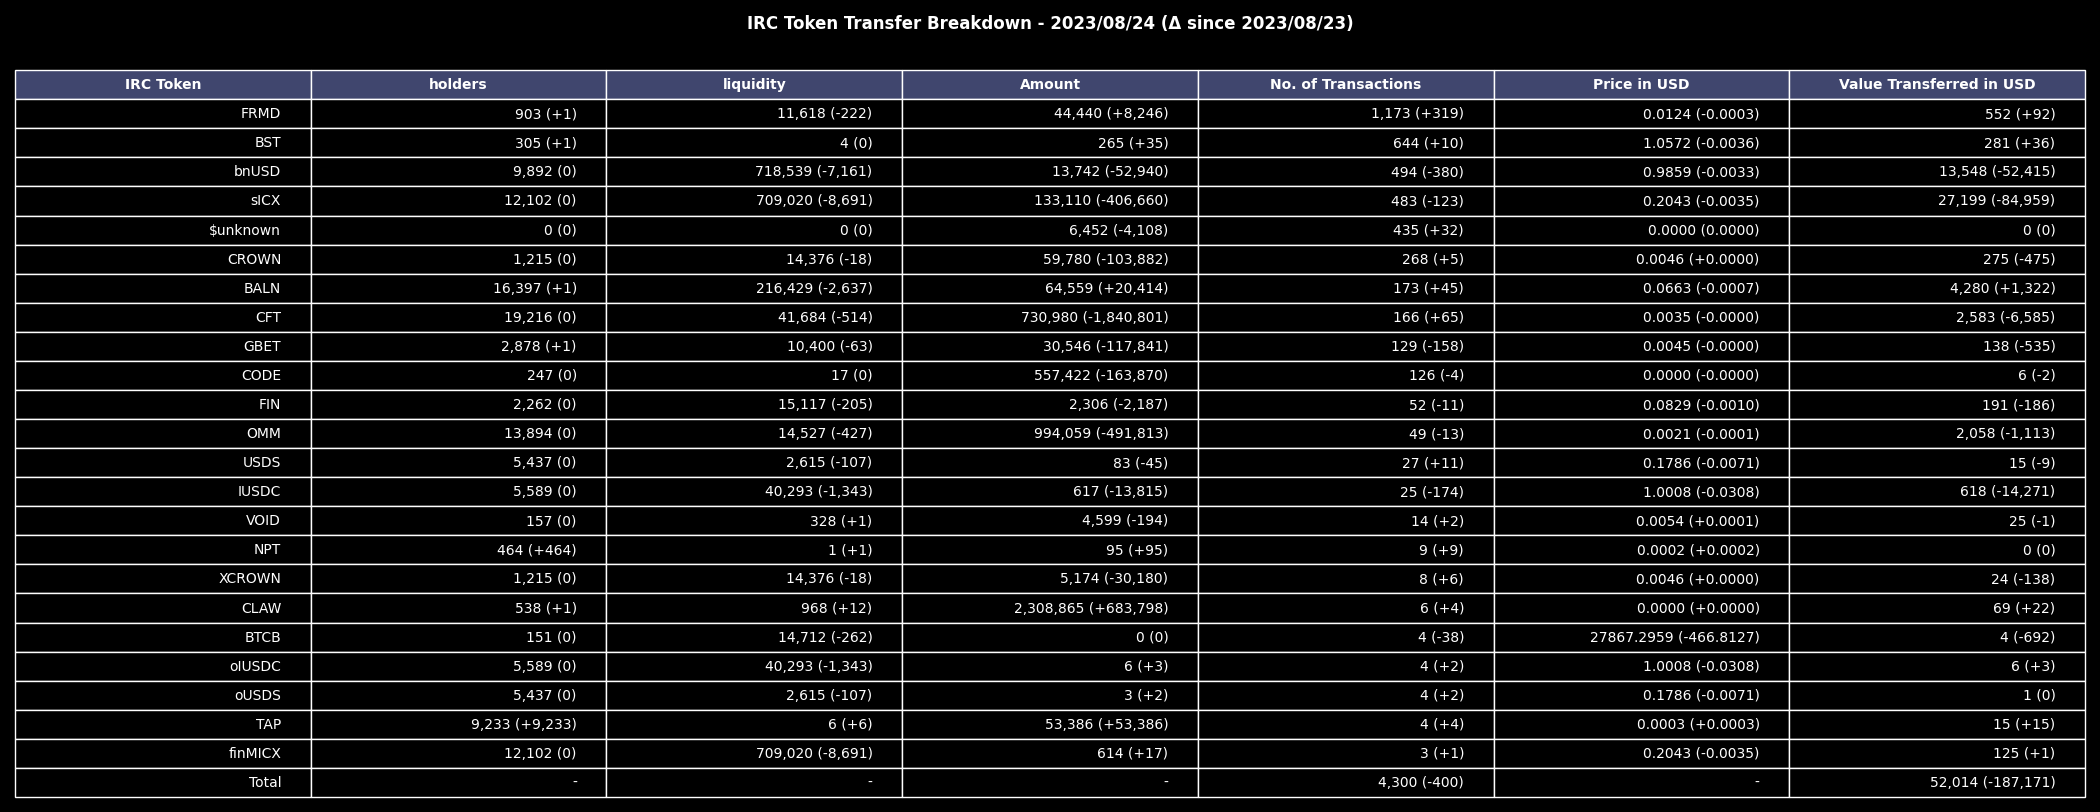 IRC Token Transfer Breakdown - 2023/08/24 (Δ since 2023/08/23)
IRC Token holders liquidity Amount No. of Transactions Price in USD Value Transferred in USD
FRMD 903 (+1) 11,618 (-222) 44,440 (+8,246) 1,173 (+319) 0.0124 (-0.0003) 552 (+92)
BST 305 (+1) 4 (0) 265 (+35) 644 (+10) 1.0572 (-0.0036) 281 (+36)
bnUSD 9,892 (0) 718,539 (-7,161) 13,742 (-52,940) 494 (-380) 0.9859 (-0.0033) 13,548 (-52,415)
sICX 12,102 (0) 709,020 (-8,691) 133,110 (-406,660) 483 (-123) 0.2043 (-0.0035) 27,199 (-84,959)
$unknown 0 (0) 0 (0) 6,452 (-4,108) 435 (+32) 0.0000 (0.0000) 0 (0)
CROWN 1,215 (0) 14,376 (-18) 59,780 (-103,882) 268 (+5) 0.0046 (+0.0000) 275 (-475)
BALN 16,397 (+1) 216,429 (-2,637) 64,559 (+20,414) 173 (+45) 0.0663 (-0.0007) 4,280 (+1,322)
CFT 19,216 (0) 41,684 (-514) 730,980 (-1,840,801) 166 (+65) 0.0035 (-0.0000) 2,583 (-6,585)
GBET 2,878 (+1) 10,400 (-63) 30,546 (-117,841) 129 (-158) 0.0045 (-0.0000) 138 (-535)
CODE 247 (0) 17 (0) 557,422 (-163,870) 126 (-4) 0.0000 (-0.0000) 6 (-2)
FIN 2,262 (0) 15,117 (-205) 2,306 (-2,187) 52 (-11) 0.0829 (-0.0010) 191 (-186)
OMM 13,894 (0) 14,527 (-427) 994,059 (-491,813) 49 (-13) 0.0021 (-0.0001) 2,058 (-1,113)
USDS 5,437 (0) 2,615 (-107) 83 (-45) 27 (+11) 0.1786 (-0.0071) 15 (-9)
IUSDC 5,589 (0) 40,293 (-1,343) 617 (-13,815) 25 (-174) 1.0008 (-0.0308) 618 (-14,271)
VOID 157 (0) 328 (+1) 4,599 (-194) 14 (+2) 0.0054 (+0.0001) 25 (-1)
NPT 464 (+464) 1 (+1) 95 (+95) 9 (+9) 0.0002 (+0.0002) 0 (0)
XCROWN 1,215 (0) 14,376 (-18) 5,174 (-30,180) 8 (+6) 0.0046 (+0.0000) 24 (-138)
CLAW 538 (+1) 968 (+12) 2,308,865 (+683,798) 6 (+4) 0.0000 (+0.0000) 69 (+22)
BTCB 151 (0) 14,712 (-262) 0 (0) 4 (-38) 27867.2959 (-466.8127) 4 (-692)
oIUSDC 5,589 (0) 40,293 (-1,343) 6 (+3) 4 (+2) 1.0008 (-0.0308) 6 (+3)
oUSDS 5,437 (0) 2,615 (-107) 3 (+2) 4 (+2) 0.1786 (-0.0071) 1 (0)
TAP 9,233 (+9,233) 6 (+6) 53,386 (+53,386) 4 (+4) 0.0003 (+0.0003) 15 (+15)
finMICX 12,102 (0) 709,020 (-8,691) 614 (+17) 3 (+1) 0.2043 (-0.0035) 125 (+1)
Total - - - 4,300 (-400) - 52,014 (-187,171)